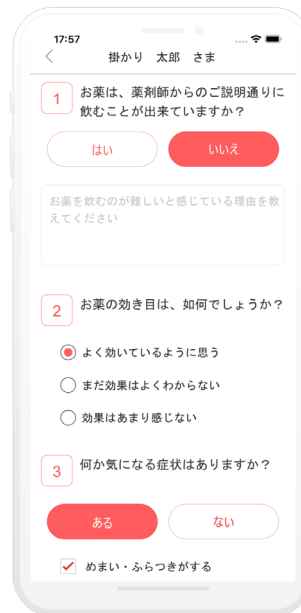 17:57
掛かり 太郎 さま
1
お薬は、薬剤師からのご説明通りに
飲むことが出来ていますか？
はい
いいえ
お薬を飲むのが難しいと感じている理由を教
えてください
2
お薬の効き目は、如何でしょうか？
よく効いているように思う
まだ効果はよくわからない
効果はあまり感じない
3
何か気になる症状はありますか？
ある
ない
めまい・ふらつきがする